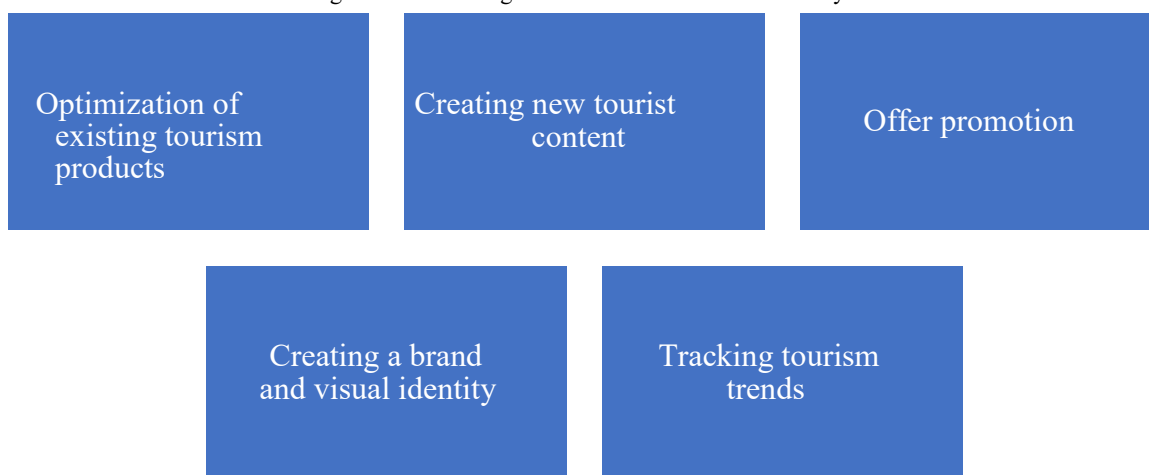 Optimization of
existing tourism
products
Creating new tourist
content
Offer promotion
Creating a brand
and visual identity
Tracking tourism
trends